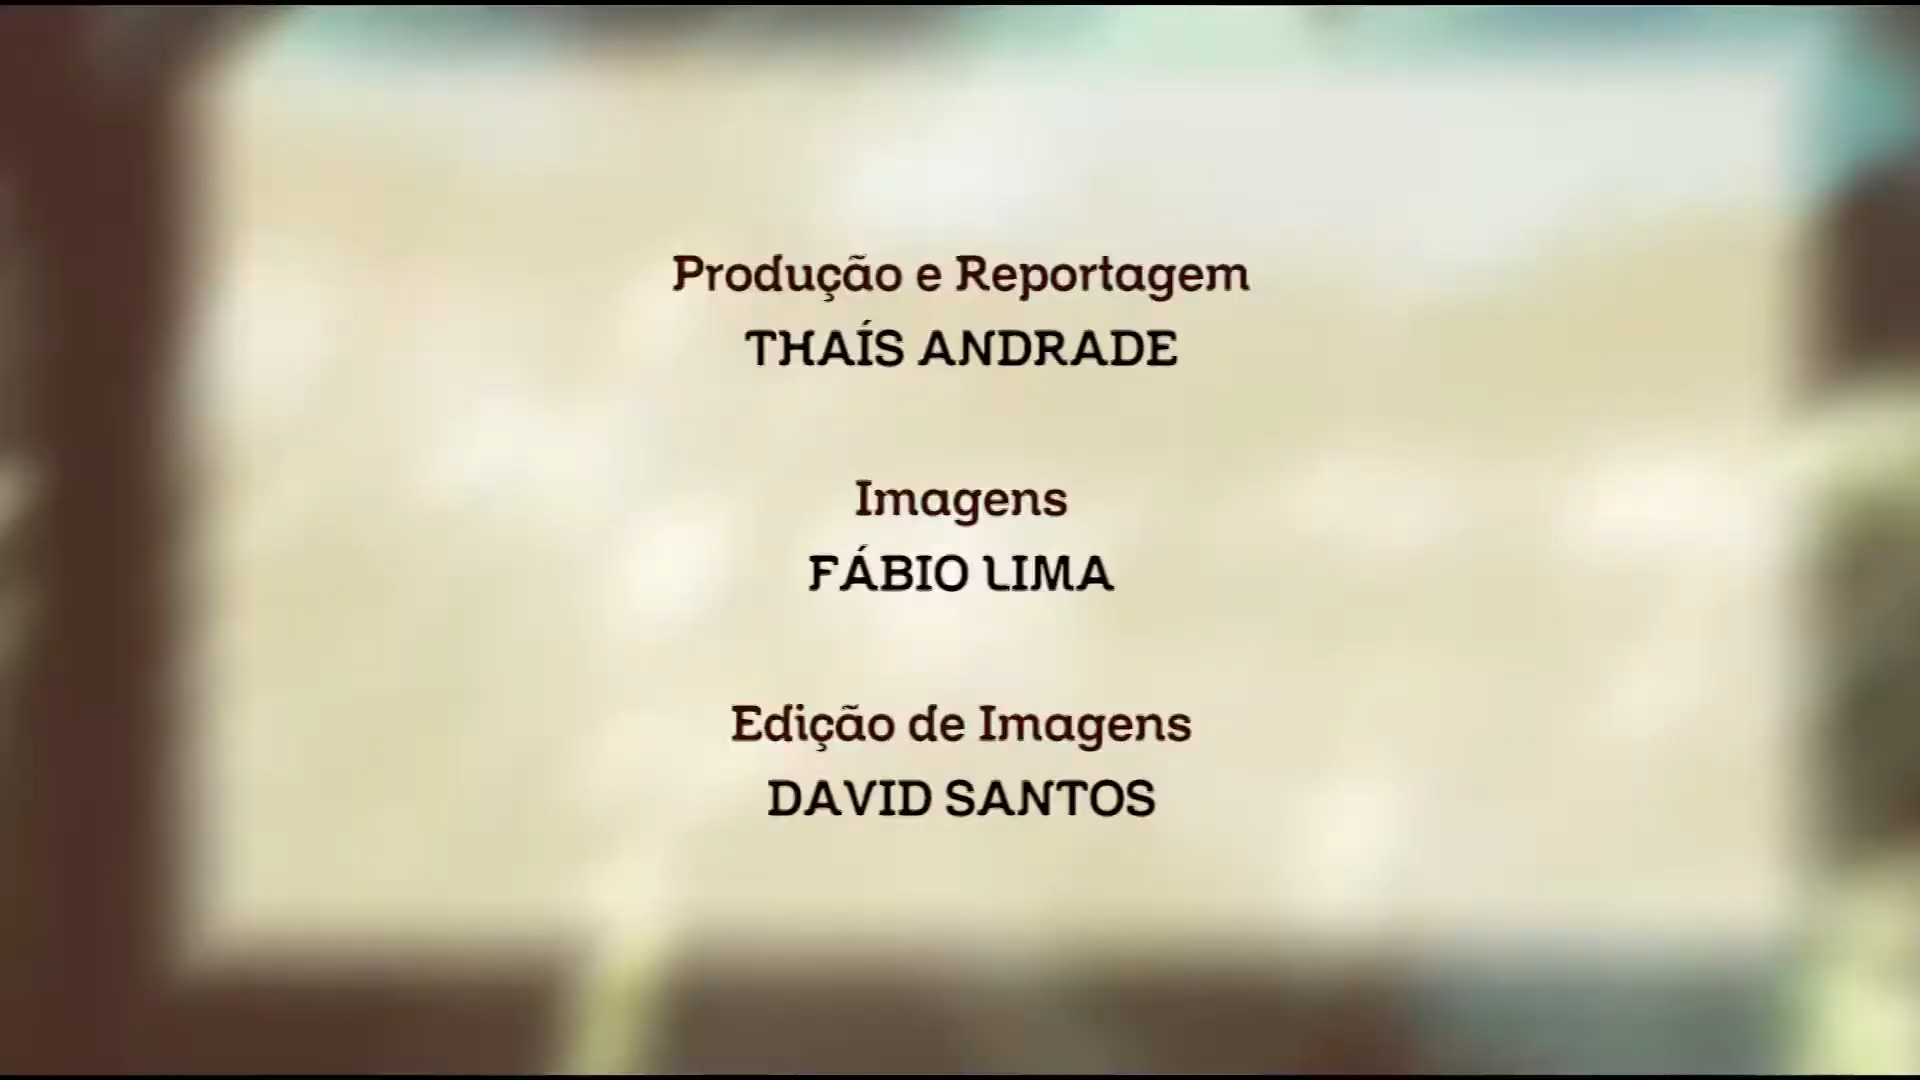 Produção e Reportagem
THAÍS ANDRADE
Imagens
FÁBIO LIMA
Edição de Imagens
DAVID SANTOS